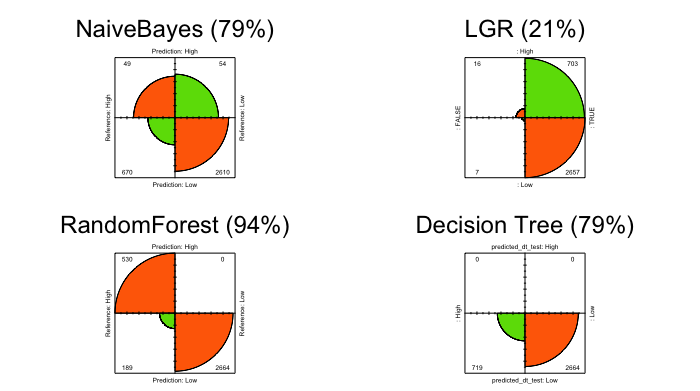 NaiveBayes (79%)
LGR (21%)
Prediction: High
49
54
Reference: High
Reference: Low
670
2610
Prediction: Low
: High
16
703
: FALSE
: TRUE
7
2657
: Low
RandomForest (94%)
Decision Tree (79%)
Prediction: High
530
0
Reference: High
Reference: Low
189
2664
Prediction: Low
predicted_dt_test: High
0
0
: High
: Low
719
2664
predicted_dt_test: Low